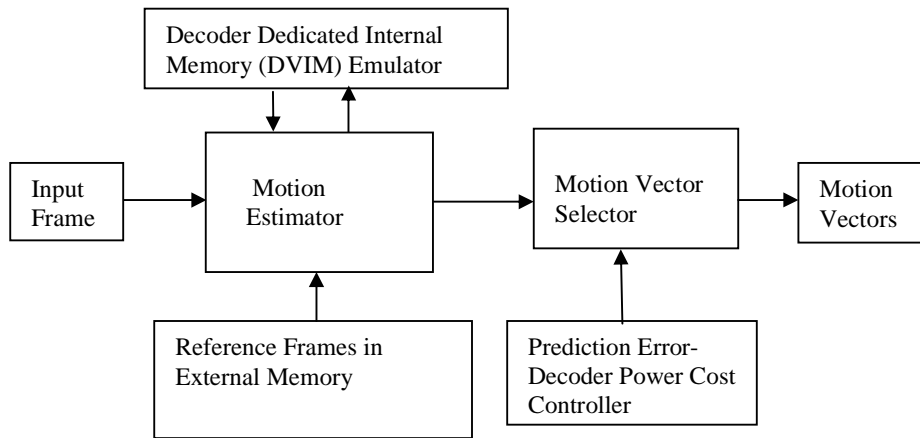 Decoder Dedicated Internal
Memory (DVIM) Emulator
Input
Frame
Motion
Estimator
Motion Vector
Selector
Motion
Vectors
Reference Frames in
External Memory
Prediction Error-
Decoder Power Cost
Controller